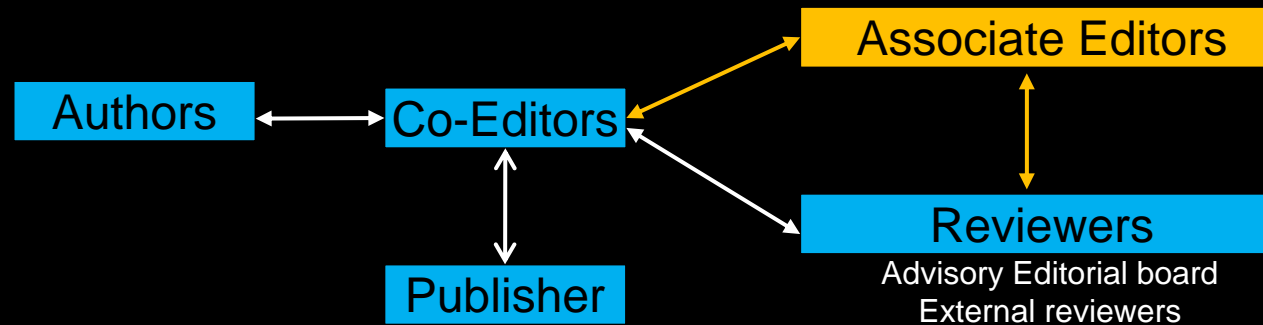 Associate Editors
Authors
Co-Editors
Reviewers
Advisory Editorial board
External reviewers
Publisher